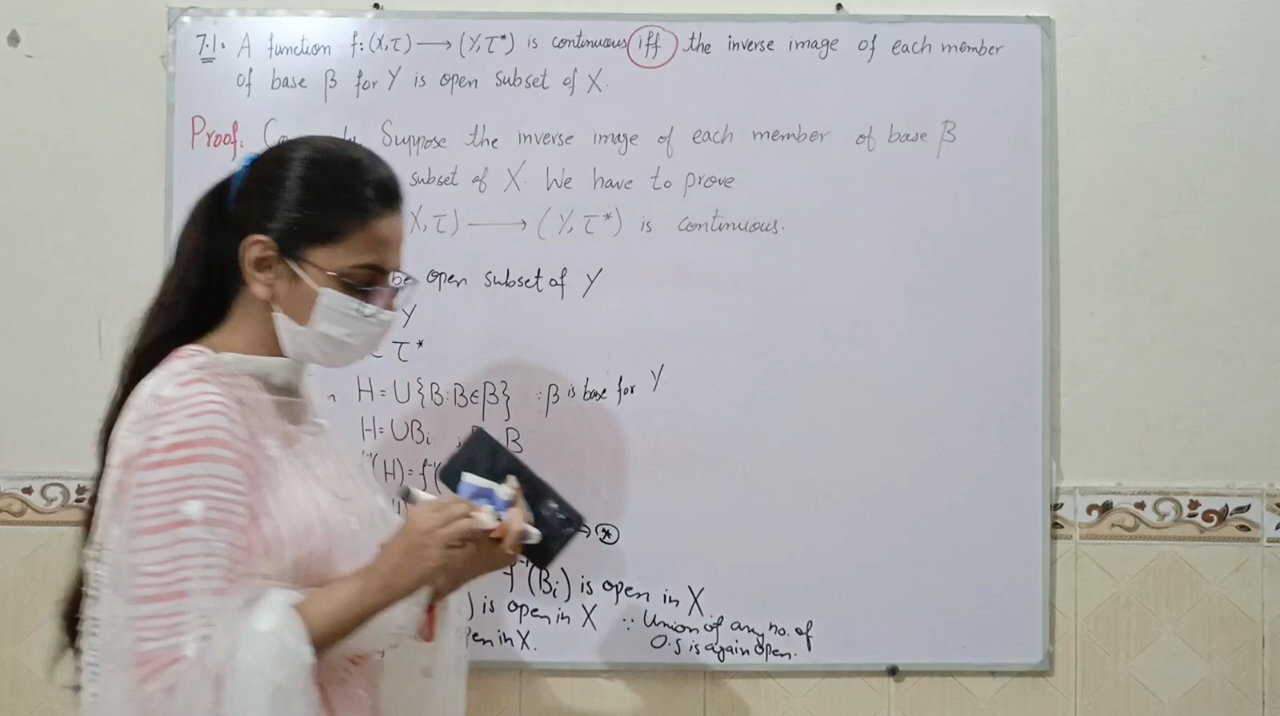 7.1. A function f: (X,τ) ⟶ (Y,τ*) is continuous iff the inverse image of each member
of base β for Y is open subset of X.
Proof: Suppose the inverse image of each member of base β
subset of X. We have to prove
X,τ) ⟶ (Y,τ*) is continuous.
be open subset of Y
Y
τ*
H = U{B : B ∈ β} ∵ β is base for Y
H = UBi
(H) = f⁻¹(
→ ⊛
f⁻¹(Bi) is open in X.
) is open in X ∵ Union of any no. of
pen in X. O.S is again open.